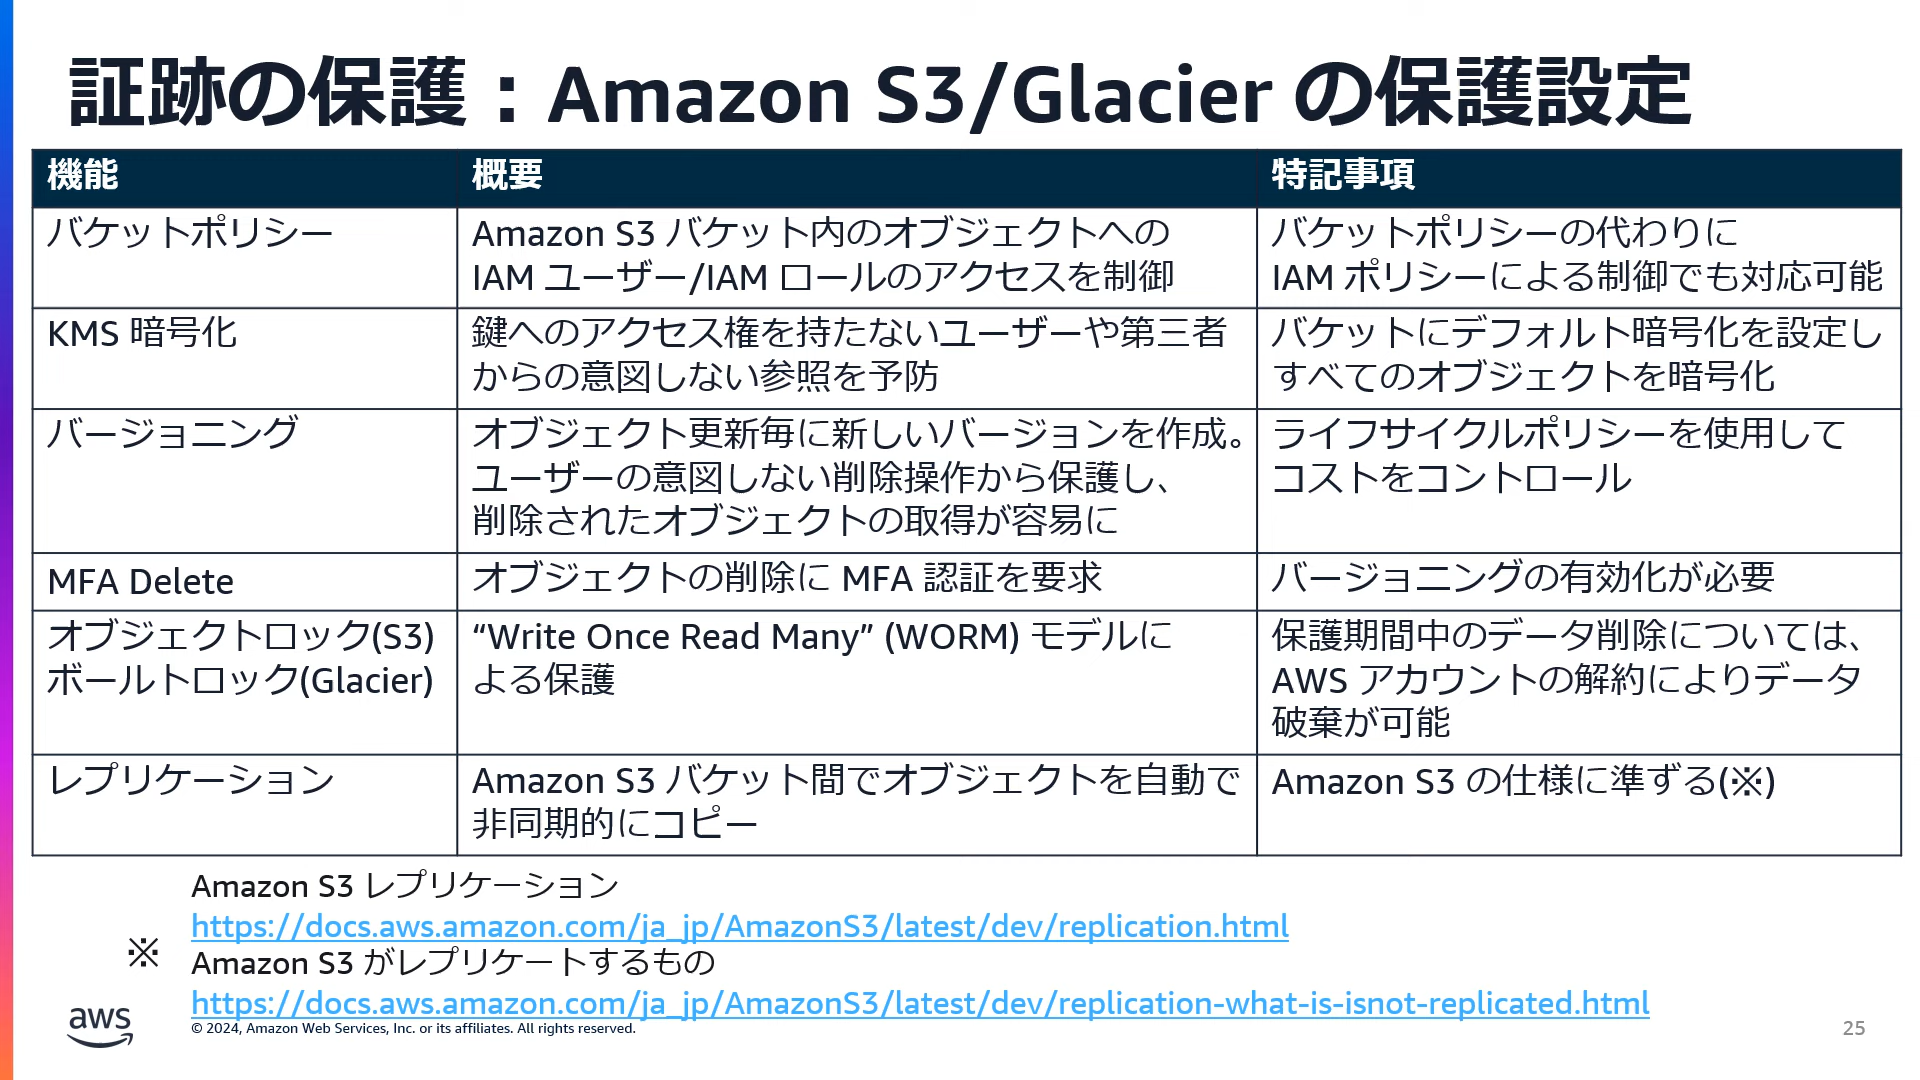 証跡の保護：Amazon S3/Glacier の保護設定
機能
概要
特記事項
バケットポリシー
Amazon S3 バケット内のオブジェクトへの
IAM ユーザー/IAM ロールのアクセスを制御
バケットポリシーの代わりに
IAM ポリシーによる制御でも対応可能
KMS 暗号化
鍵へのアクセス権を持たないユーザーや第三者
からの意図しない参照を予防
バケットにデフォルト暗号化を設定し
すべてのオブジェクトを暗号化
バージョニング
オブジェクト更新毎に新しいバージョンを作成。
ユーザーの意図しない削除操作から保護し、
削除されたオブジェクトの取得が容易に
ライフサイクルポリシーを使用して
コストをコントロール
MFA Delete
オブジェクトの削除に MFA 認証を要求
バージョニングの有効化が必要
オブジェクトロック(S3)
ボールトロック(Glacier)
“Write Once Read Many” (WORM) モデルに
よる保護
保護期間中のデータ削除については、
AWS アカウントの解約によりデータ
破棄が可能
レプリケーション
Amazon S3 バケット間でオブジェクトを自動で
非同期的にコピー
Amazon S3 の仕様に準ずる(※)
※
Amazon S3 レプリケーション
https://docs.aws.amazon.com/ja_jp/AmazonS3/latest/dev/replication.html
Amazon S3 がレプリケートするもの
https://docs.aws.amazon.com/ja_jp/AmazonS3/latest/dev/replication-what-is-isnot-replicated.html
aws
© 2024, Amazon Web Services, Inc. or its affiliates. All rights reserved.
25